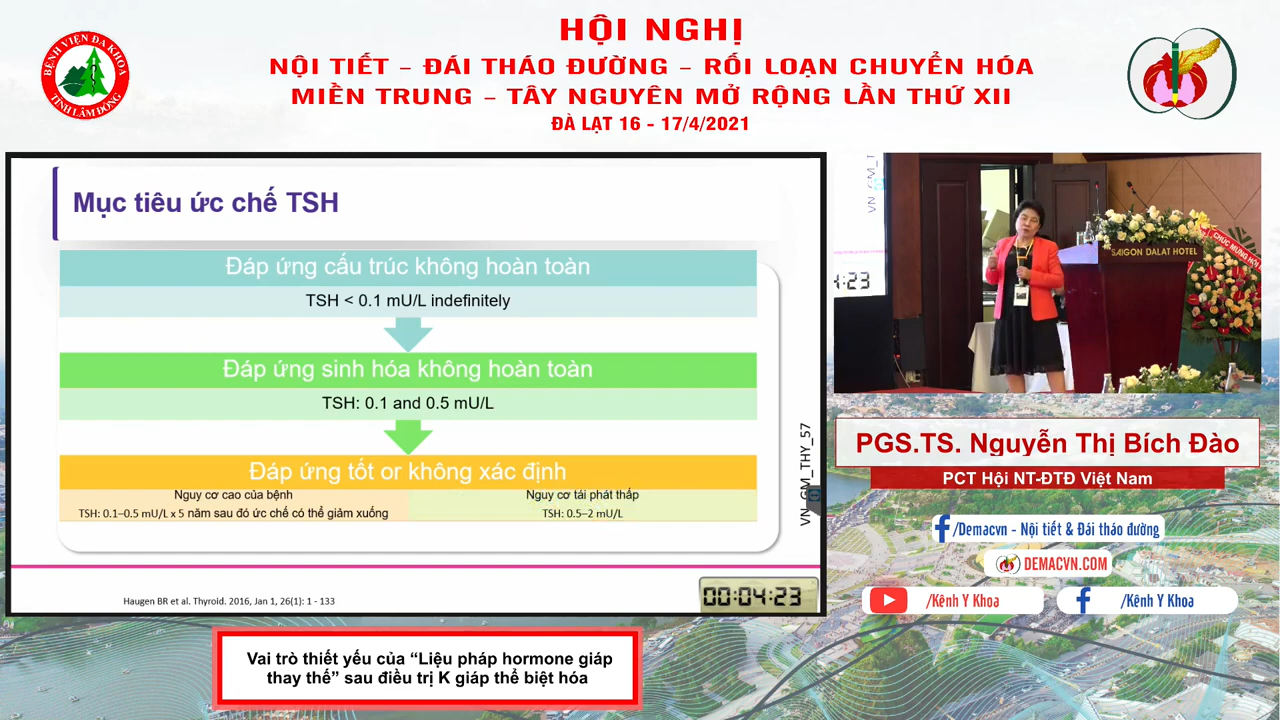 HỘI NGHỊ
NỘI TIẾT – ĐÁI THÁO ĐƯỜNG – RỐI LOẠN CHUYỂN HÓA
MIỀN TRUNG – TÂY NGUYÊN MỞ RỘNG LẦN THỨ XII
ĐÀ LẠT 16 - 17/4/2021
BỆNH VIỆN ĐA KHOA
TỈNH LÂM ĐỒNG
Mục tiêu ức chế TSH
Đáp ứng cấu trúc không hoàn toàn
TSH < 0.1 mU/L indefinitely
Đáp ứng sinh hóa không hoàn toàn
TSH: 0.1 and 0.5 mU/L
Đáp ứng tốt or không xác định
Nguy cơ cao của bệnh
TSH: 0.1–0.5 mU/L x 5 năm sau đó ức chế có thể giảm xuống
Nguy cơ tái phát thấp
TSH: 0.5–2 mU/L
VN_GM_THY_57
Haugen BR et al. Thyroid. 2016, Jan 1, 26(1): 1 - 133
00:04:23
VN_GM_T
4:23
SAIGON DALAT HOTEL
CHÚC MỪNG HỘI
PGS.TS. Nguyễn Thị Bích Đào
PCT Hội NT-ĐTĐ Việt Nam
/Demacvn - Nội tiết & Đái tháo đường
DEMACVN.COM
/Kênh Y Khoa
/Kênh Y Khoa
Vai trò thiết yếu của “Liệu pháp hormone giáp
thay thế” sau điều trị K giáp thể biệt hóa